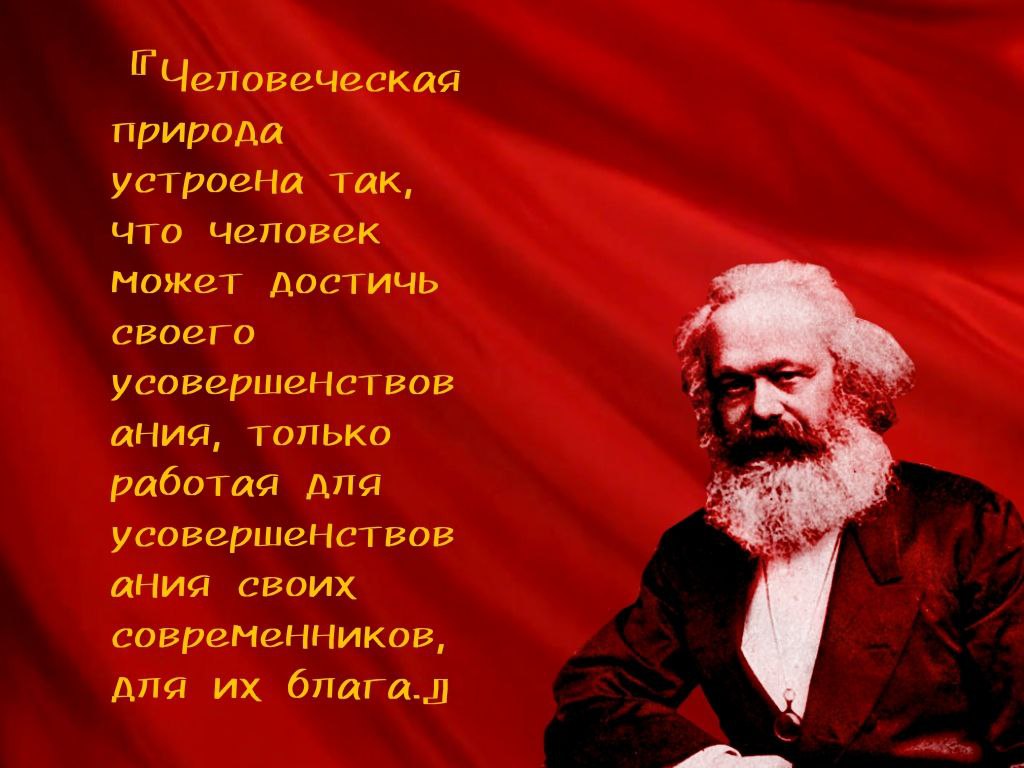 『Человеческая
природа
устроена так,
что человек
может достичь
своего
усовершенствов
ания, только
работая для
усовершенствов
ания своих
современников,
для их блага.』